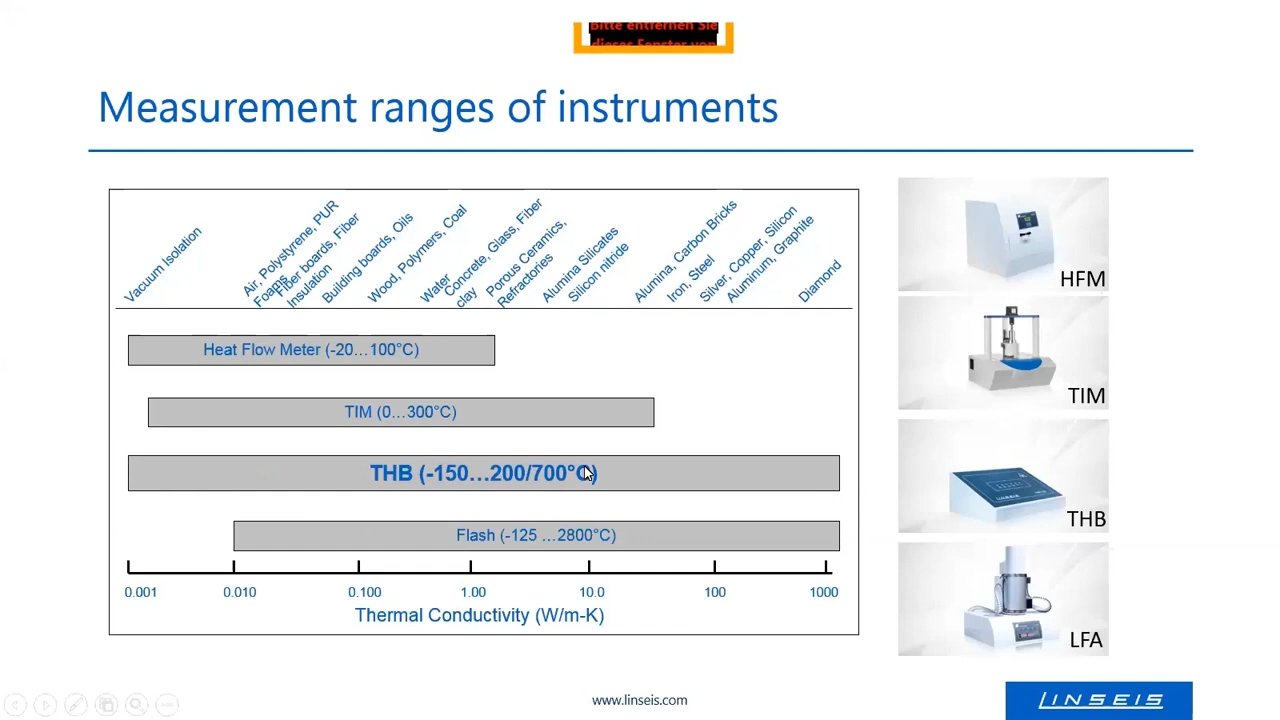 Bitte entfernen Sie
dieses Fenster von
Measurement ranges of instruments
Vacuum Isolation
Air, Polystyrene, PUR
Foams
Fiber boards, Fiber
Insulation
Building boards, Oils
Wood, Polymers, Coal
Water
Concrete, Glass, Fiber
clay
Porous Ceramics,
Refractories
Alumina Silicates
Silicon nitride
Alumina, Carbon Bricks
Iron, Steel
Silver, Copper, Silicon
Aluminum, Graphite
Diamond
Heat Flow Meter (-20…100°C)
TIM (0…300°C)
THB (-150…200/700°C)
Flash (-125 …2800°C)
0.001 0.010 0.100 1.00 10.0 100 1000
Thermal Conductivity (W/m-K)
HFM
TIM
THB
LFA
www.linseis.com
LINSEIS